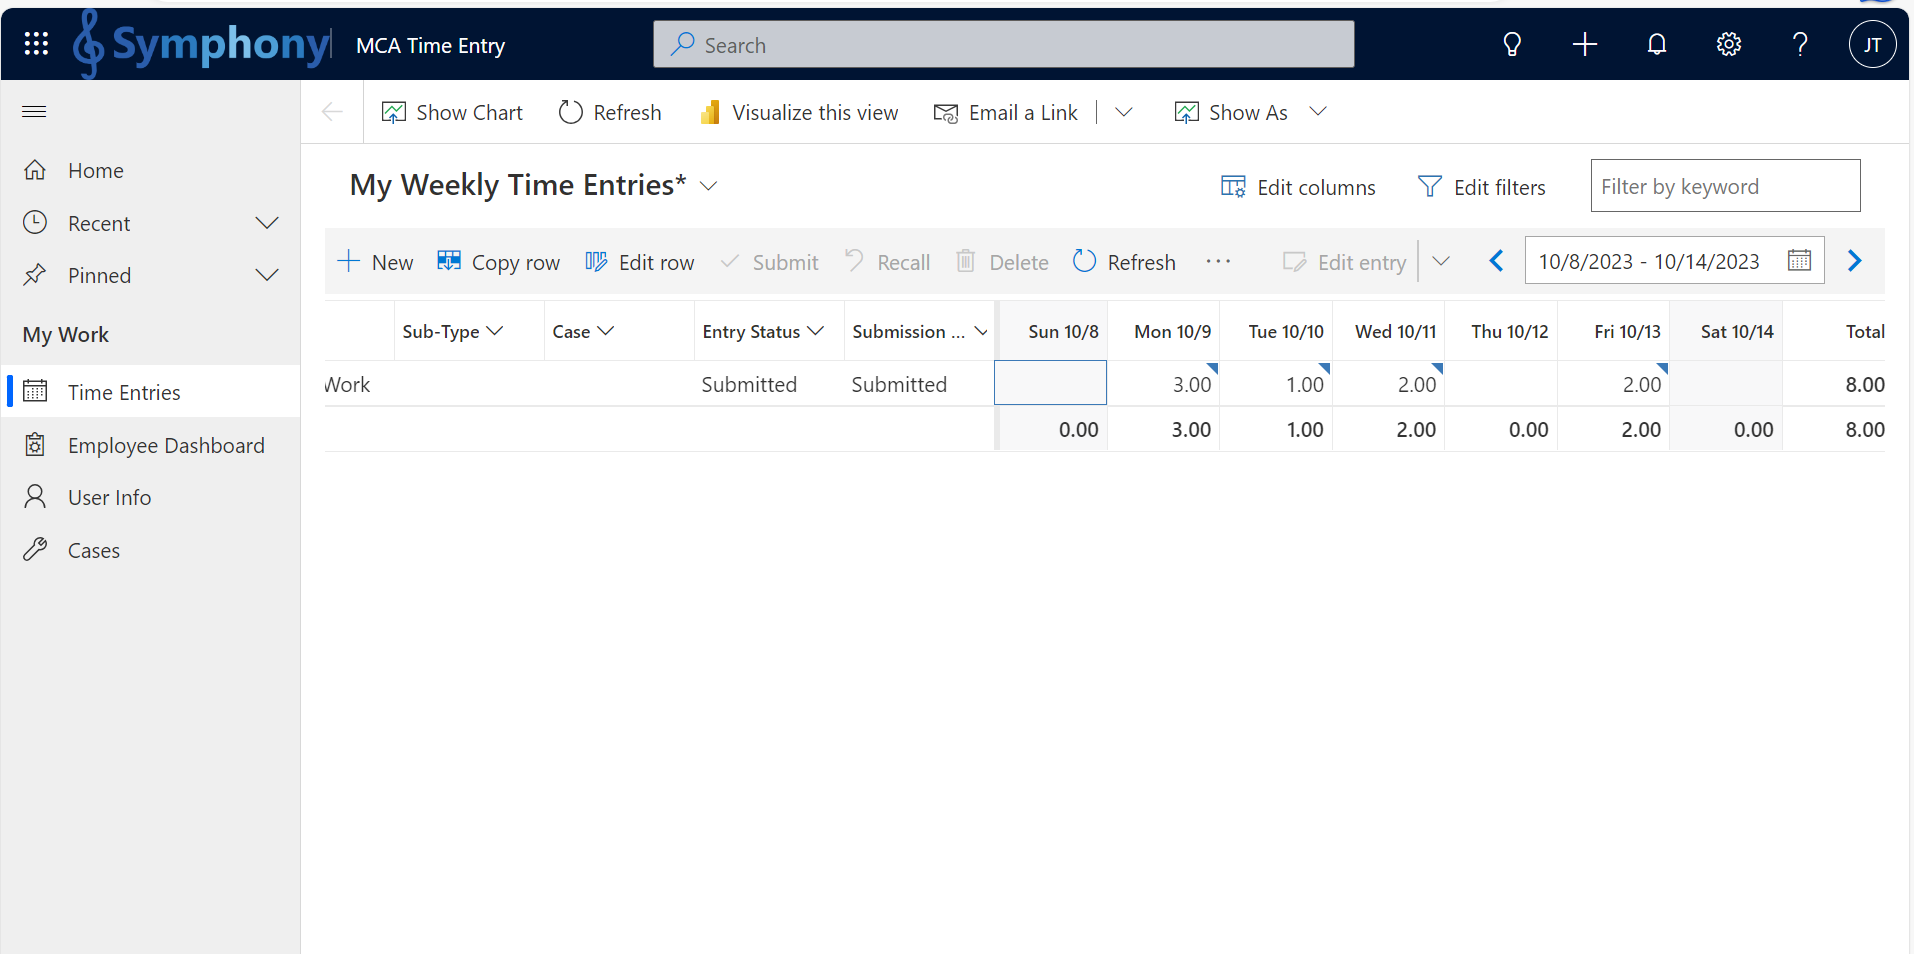 Symphony
MCA Time Entry
Search
JT
Show Chart
Refresh
Visualize this view
Email a Link
Show As
Home
Recent
Pinned
My Work
Time Entries
Employee Dashboard
User Info
Cases
My Weekly Time Entries*
Edit columns
Edit filters
Filter by keyword
New
Copy row
Edit row
Submit
Recall
Delete
Refresh
...
Edit entry
10/8/2023 - 10/14/2023
Sub-Type Case Entry Status Submission ... Sun 10/8 Mon 10/9 Tue 10/10 Wed 10/11 Thu 10/12 Fri 10/13 Sat 10/14 Total
Work Submitted Submitted 3.00 1.00 2.00 2.00 8.00
0.00 3.00 1.00 2.00 0.00 2.00 0.00 8.00